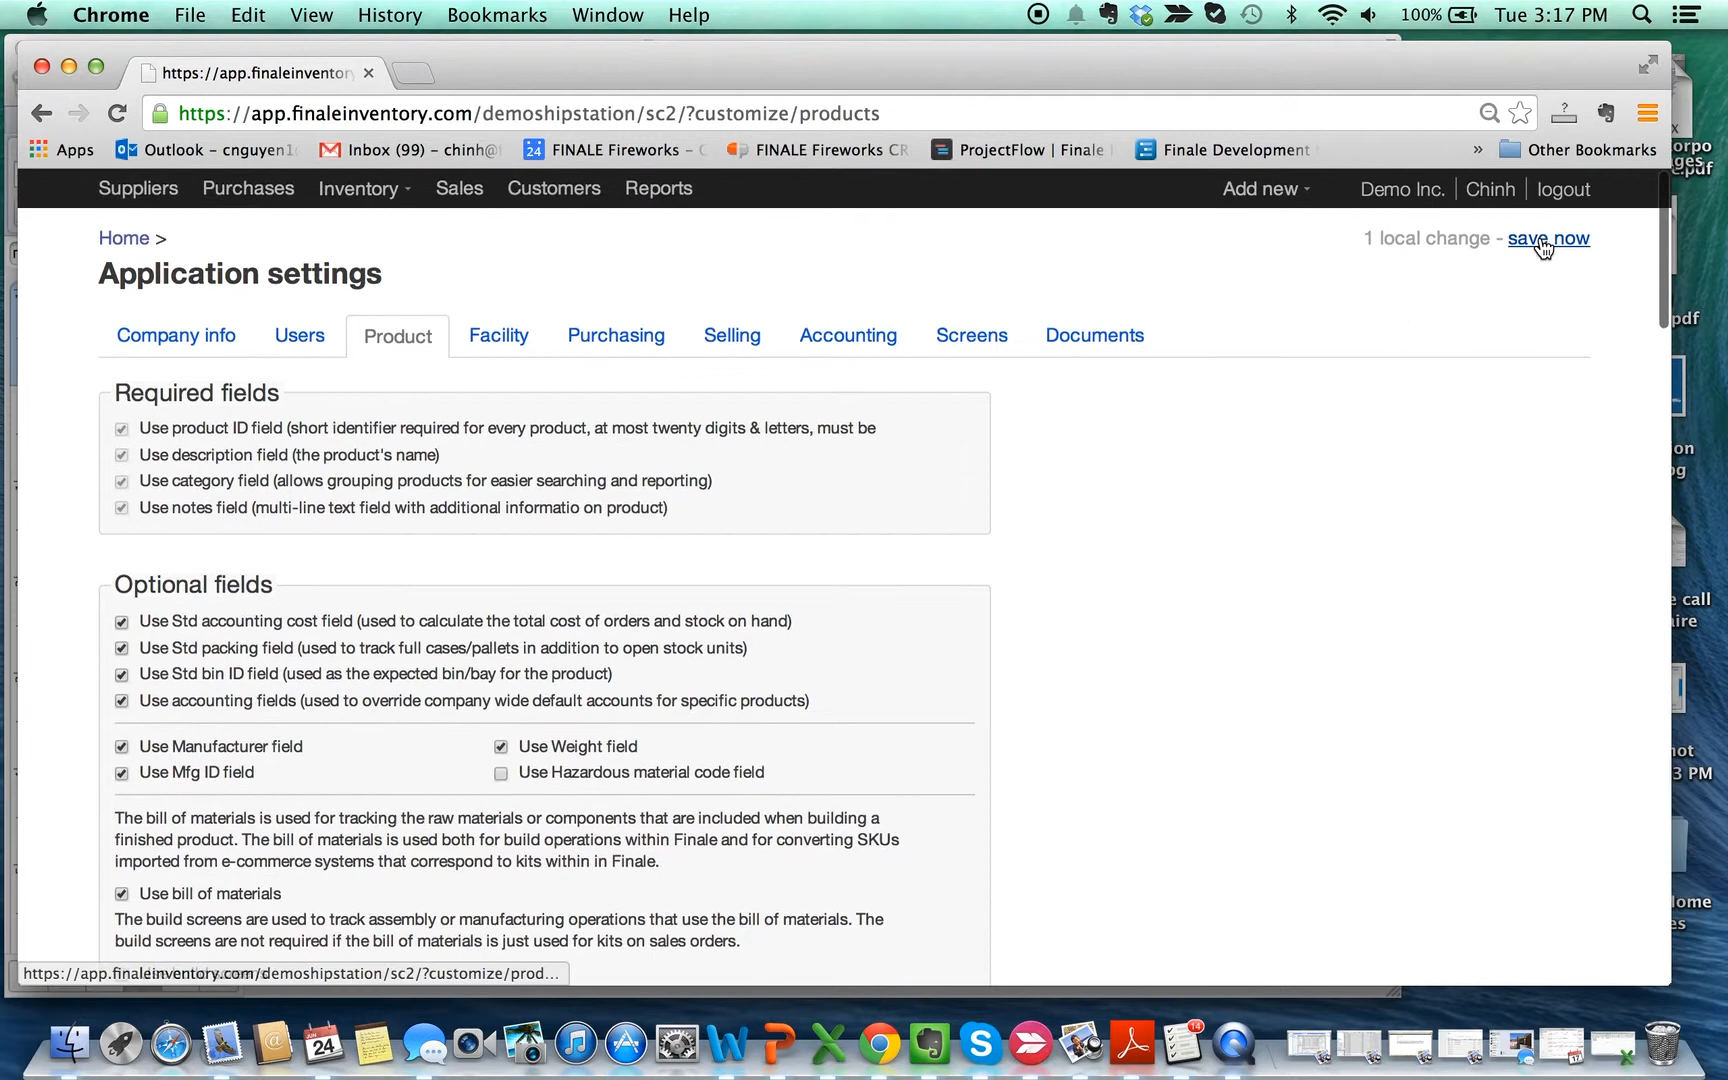 Chrome File Edit View History Bookmarks Window Help 100% Tue 3:17 PM
https://app.finaleinventory
https://app.finaleinventory.com/demoshipstation/sc2/?customize/products
Apps Outlook – cnguyen1 Inbox (99) – chinh@f FINALE Fireworks – C FINALE Fireworks CR ProjectFlow | Finale Finale Development » Other Bookmarks
Suppliers Purchases Inventory Sales Customers Reports Add new Demo Inc. Chinh logout
Home > 1 local change - save now
Application settings
Company info Users Product Facility Purchasing Selling Accounting Screens Documents
Required fields
Use product ID field (short identifier required for every product, at most twenty digits & letters, must be
Use description field (the product's name)
Use category field (allows grouping products for easier searching and reporting)
Use notes field (multi-line text field with additional informatio on product)
Optional fields
Use Std accounting cost field (used to calculate the total cost of orders and stock on hand)
Use Std packing field (used to track full cases/pallets in addition to open stock units)
Use Std bin ID field (used as the expected bin/bay for the product)
Use accounting fields (used to override company wide default accounts for specific products)
Use Manufacturer field Use Weight field
Use Mfg ID field Use Hazardous material code field
The bill of materials is used for tracking the raw materials or components that are included when building a
finished product. The bill of materials is used both for build operations within Finale and for converting SKUs
imported from e-commerce systems that correspond to kits within in Finale.
Use bill of materials
The build screens are used to track assembly or manufacturing operations that use the bill of materials. The
build screens are not required if the bill of materials is just used for kits on sales orders.
https://app.finaleinventory.com/demoshipstation/sc2/?customize/prod...
JUN
24
14
17